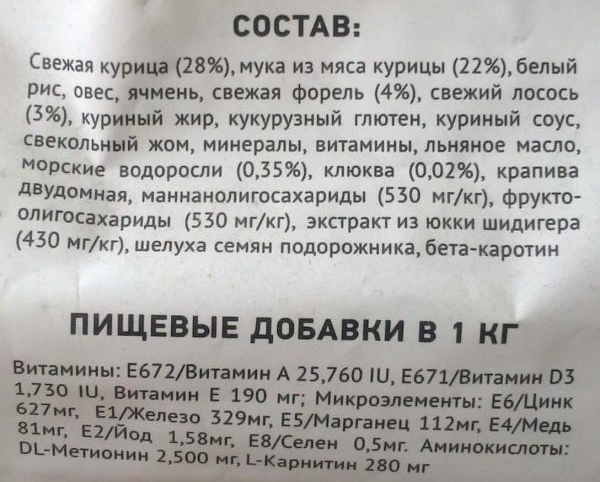 СОСТАВ:
Свежая курица (28%), мука из мяса курицы (22%), белый
рис, овес, ячмень, свежая форель (4%), свежий лосось
(3%), куриный жир, кукурузный глютен, куриный соус,
свекольный жом, минералы, витамины, льняное масло,
морские водоросли (0,35%), клюква (0,02%), крапива
двудомная, маннанолигосахариды (530 мг/кг), фрукто-
олигосахариды (530 мг/кг), экстракт из юкки шидигера
(430 мг/кг), шелуха семян подорожника, бета-каротин
ПИЩЕВЫЕ ДОБАВКИ В 1 КГ
Витамины: E672/Витамин А 25,760 IU, E671/Витамин D3
1,730 IU, Витамин Е 190 мг; Микроэлементы: E6/Цинк
627мг, E1/Железо 329мг, E5/Марганец 112мг, E4/Медь
81мг, E2/Йод 1,58мг, E8/Селен 0,5мг. Аминокислоты:
DL-Метионин 2,500 мг, L-Карнитин 280 мг